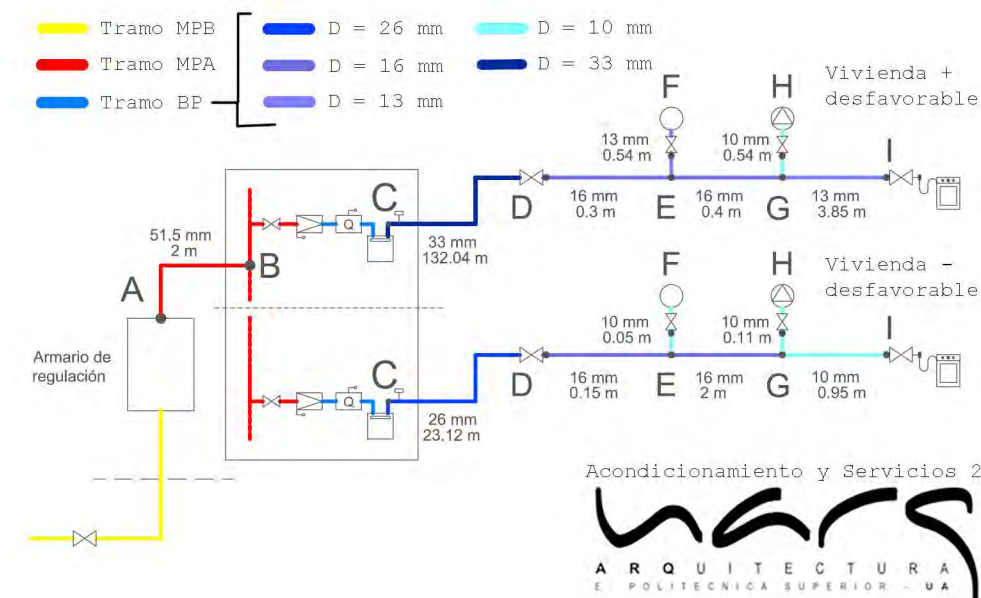 Tramo MPB
Tramo MPA
Tramo BP
D = 26 mm
D = 16 mm
D = 13 mm
D = 10 mm
D = 33 mm
Vivienda +
desfavorable
F
H
13 mm
0.54 m
10 mm
0.54 m
I
C
D
16 mm
0.3 m
E
16 mm
0.4 m
G
13 mm
3.85 m
51.5 mm
2 m
Q
33 mm
132.04 m
A
B
Vivienda -
desfavorable
F
H
10 mm
0.05 m
10 mm
0.11 m
I
Armario de
regulación
C
D
16 mm
0.15 m
E
16 mm
2 m
G
10 mm
0.95 m
Q
26 mm
23.12 m
Acondicionamiento y Servicios 2
ARQUITECTURA
E. POLITECNICA SUPERIOR - UA